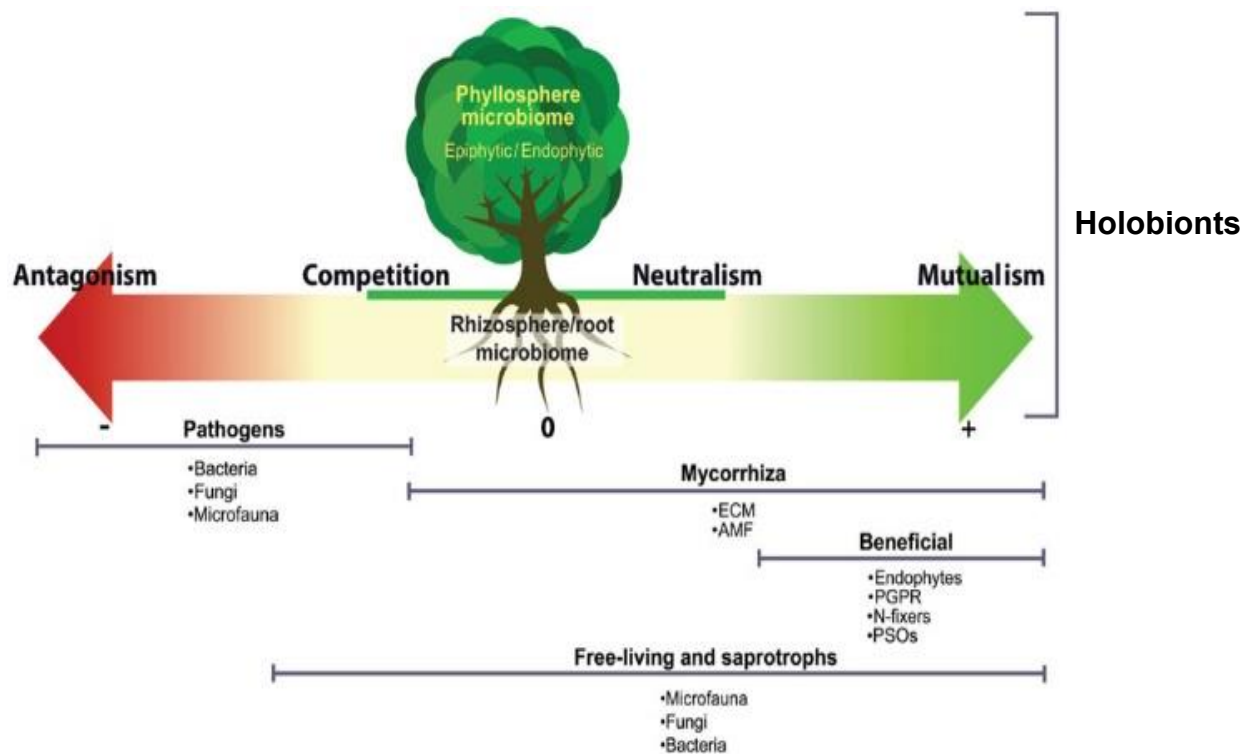 Phyllosphere
microbiome
Epiphytic/Endophytic
Holobionts
Antagonism Competition Neutralism Mutualism
Rhizosphere/root
microbiome
- 0 +
Pathogens
•Bacteria
•Fungi
•Microfauna
Mycorrhiza
•ECM
•AMF
Beneficial
•Endophytes
•PGPR
•N-fixers
•PSOs
Free-living and saprotrophs
•Microfauna
•Fungi
•Bacteria